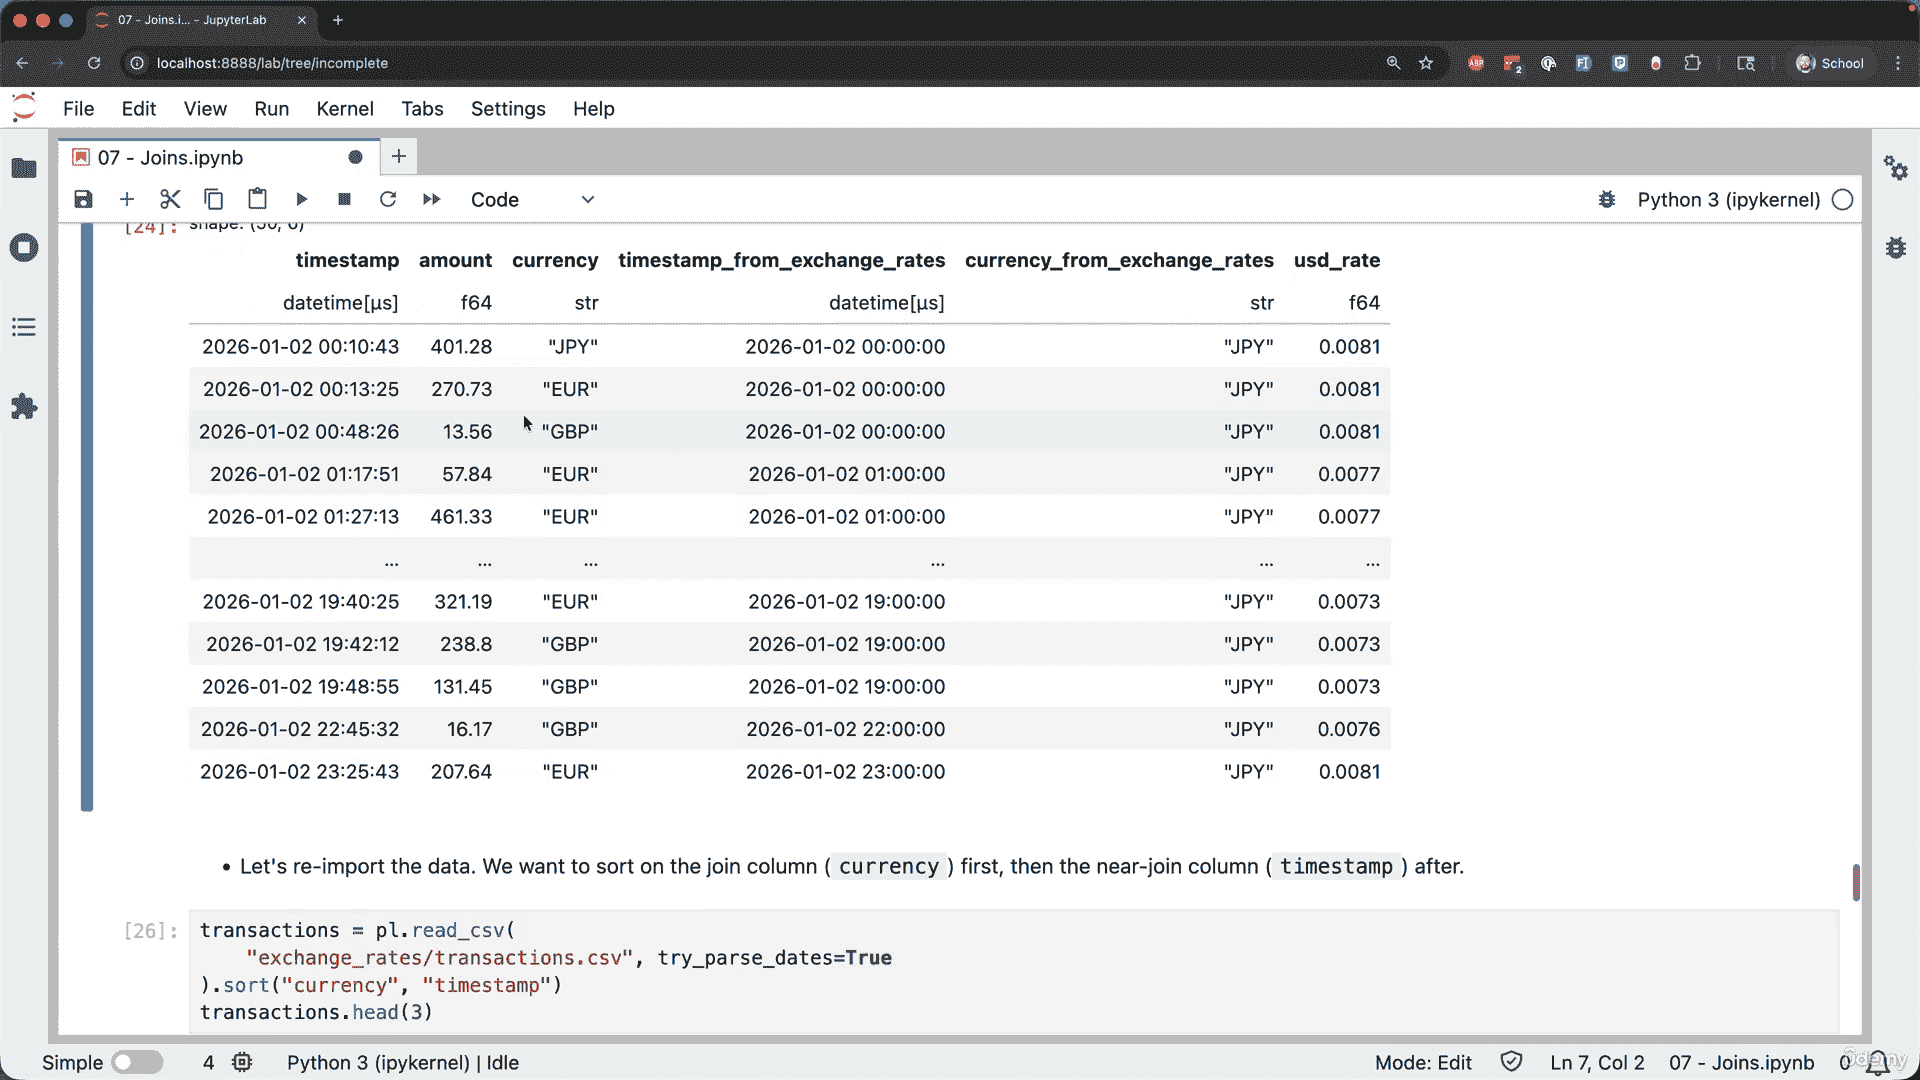 07 - Joins.i... - JupyterLab
localhost:8888/lab/tree/incomplete
ABP
2
School
File Edit View Run Kernel Tabs Settings Help
07 - Joins.ipynb
Code
Python 3 (ipykernel)
[24]: shape: (50, 6)
timestamp amount currency timestamp_from_exchange_rates currency_from_exchange_rates usd_rate
datetime[μs] f64 str datetime[μs] str f64
2026-01-02 00:10:43 401.28 "JPY" 2026-01-02 00:00:00 "JPY" 0.0081
2026-01-02 00:13:25 270.73 "EUR" 2026-01-02 00:00:00 "JPY" 0.0081
2026-01-02 00:48:26 13.56 "GBP" 2026-01-02 00:00:00 "JPY" 0.0081
2026-01-02 01:17:51 57.84 "EUR" 2026-01-02 01:00:00 "JPY" 0.0077
2026-01-02 01:27:13 461.33 "EUR" 2026-01-02 01:00:00 "JPY" 0.0077
... ... ... ... ... ...
2026-01-02 19:40:25 321.19 "EUR" 2026-01-02 19:00:00 "JPY" 0.0073
2026-01-02 19:42:12 238.8 "GBP" 2026-01-02 19:00:00 "JPY" 0.0073
2026-01-02 19:48:55 131.45 "GBP" 2026-01-02 19:00:00 "JPY" 0.0073
2026-01-02 22:45:32 16.17 "GBP" 2026-01-02 22:00:00 "JPY" 0.0076
2026-01-02 23:25:43 207.64 "EUR" 2026-01-02 23:00:00 "JPY" 0.0081
• Let's re-import the data. We want to sort on the join column ( currency ) first, then the near-join column ( timestamp ) after.
[26]: transactions = pl.read_csv(
"exchange_rates/transactions.csv", try_parse_dates=True
).sort("currency", "timestamp")
transactions.head(3)
Simple 4 Python 3 (ipykernel) | Idle Mode: Edit Ln 7, Col 2 07 - Joins.ipynb 0
udemy